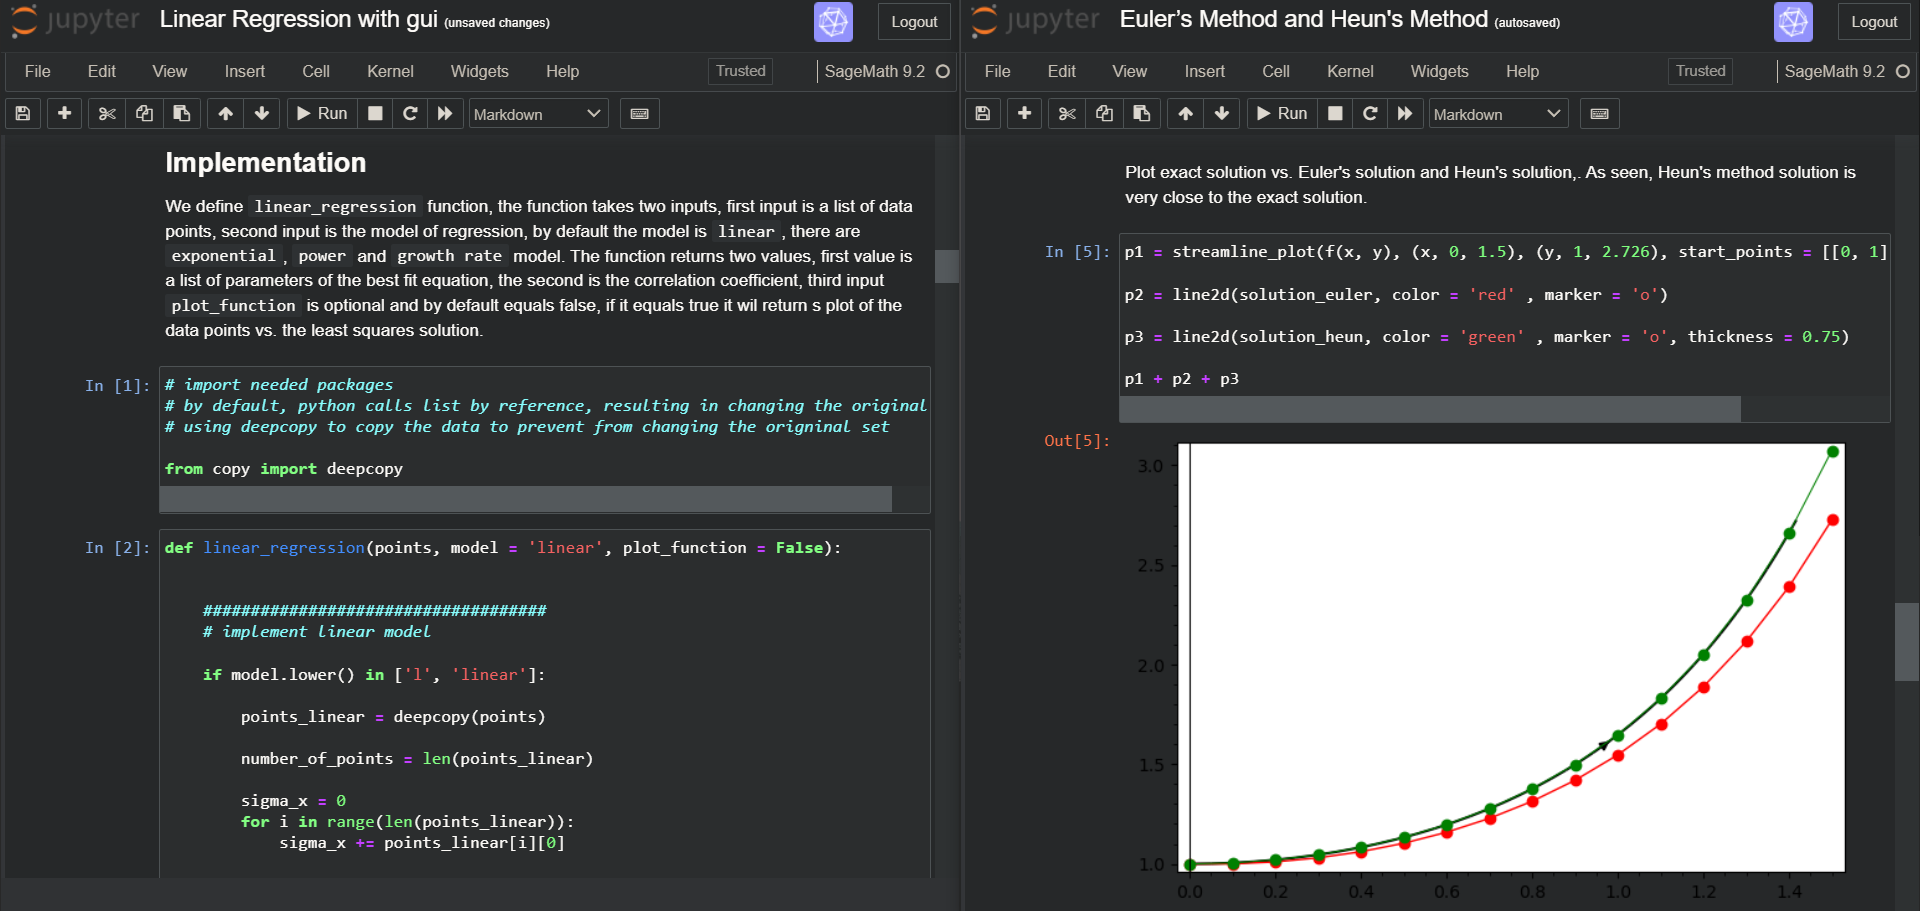 jupyter Linear Regression with gui (unsaved changes)
Logout
File Edit View Insert Cell Kernel Widgets Help Trusted SageMath 9.2
Run Markdown
Implementation
We define linear_regression function, the function takes two inputs, first input is a list of data
points, second input is the model of regression, by default the model is linear , there are
exponential , power and growth rate model. The function returns two values, first value is
a list of parameters of the best fit equation, the second is the correlation coefficient, third input
plot_function is optional and by default equals false, if it equals true it wil return s plot of the
data points vs. the least squares solution.
In [1]: # import needed packages
# by default, python calls list by reference, resulting in changing the original
# using deepcopy to copy the data to prevent from changing the origninal set
from copy import deepcopy
In [2]: def linear_regression(points, model = 'linear', plot_function = False):
####################################
# implement linear model
if model.lower() in ['l', 'linear']:
points_linear = deepcopy(points)
number_of_points = len(points_linear)
sigma_x = 0
for i in range(len(points_linear)):
sigma_x += points_linear[i][0]
jupyter Euler’s Method and Heun's Method (autosaved)
Logout
File Edit View Insert Cell Kernel Widgets Help Trusted SageMath 9.2
Run Markdown
Plot exact solution vs. Euler's solution and Heun's solution,. As seen, Heun's method solution is
very close to the exact solution.
In [5]: p1 = streamline_plot(f(x, y), (x, 0, 1.5), (y, 1, 2.726), start_points = [[0, 1]
p2 = line2d(solution_euler, color = 'red' , marker = 'o')
p3 = line2d(solution_heun, color = 'green' , marker = 'o', thickness = 0.75)
p1 + p2 + p3
Out[5]:
3.0
2.5
2.0
1.5
1.0
0.0 0.2 0.4 0.6 0.8 1.0 1.2 1.4